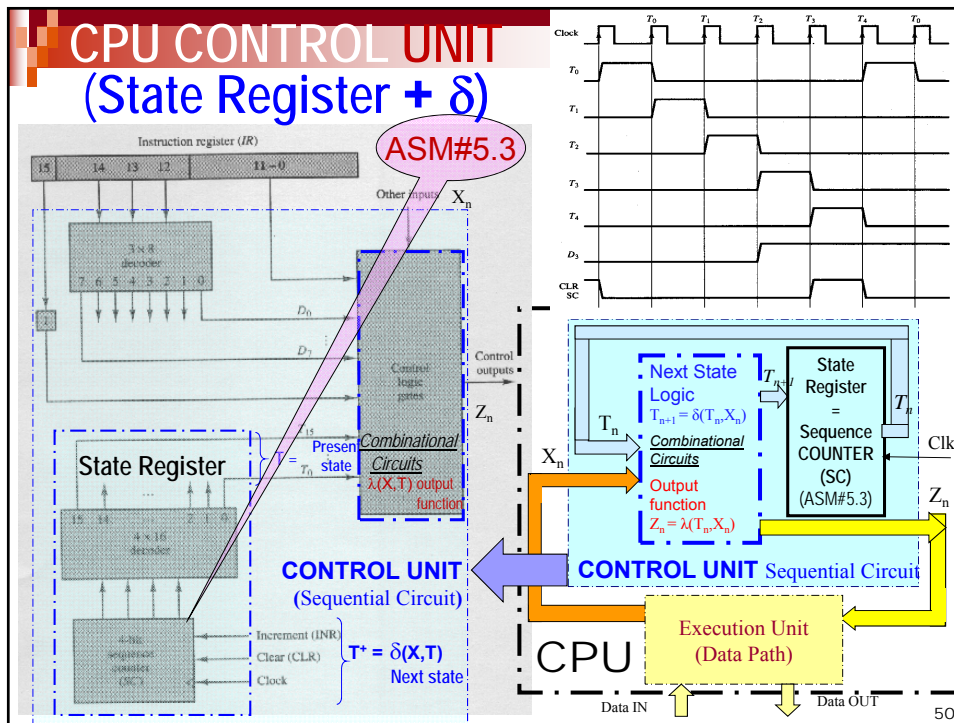 CPU CONTROL UNIT
(State Register + δ)
Instruction register (IR)
15 14 13 12 11 – 0
ASM#5.3
Other inputs
Xn
3 × 8
decoder
7 6 5 4 3 2 1 0
D0
D7
Control
logic
gates
Control
outputs
Zn
Combinational
Circuits
λ(X,T) output
function
T15
T =
Present
state
T0
State Register
15 14 . . . 2 1 0
4 × 16
decoder
4-bit
sequence
counter
(SC)
Increment (INR)
Clear (CLR)
Clock
T+ = δ(X,T)
Next state
CONTROL UNIT
(Sequential Circuit)
T0 T1 T2 T3 T4 T0
Clock
T0
T1
T2
T3
T4
D3
CLR
SC
Next State
Logic
Tn+1 = δ(Tn,Xn)
Combinational
Circuits
Output
function
Zn = λ(Tn,Xn)
Tn
Xn
Tn+1
State
Register
=
Sequence
COUNTER
(SC)
(ASM#5.3)
Tn
Clk
Zn
CONTROL UNIT Sequential Circuit
Execution Unit
(Data Path)
CPU
Data IN
Data OUT
50